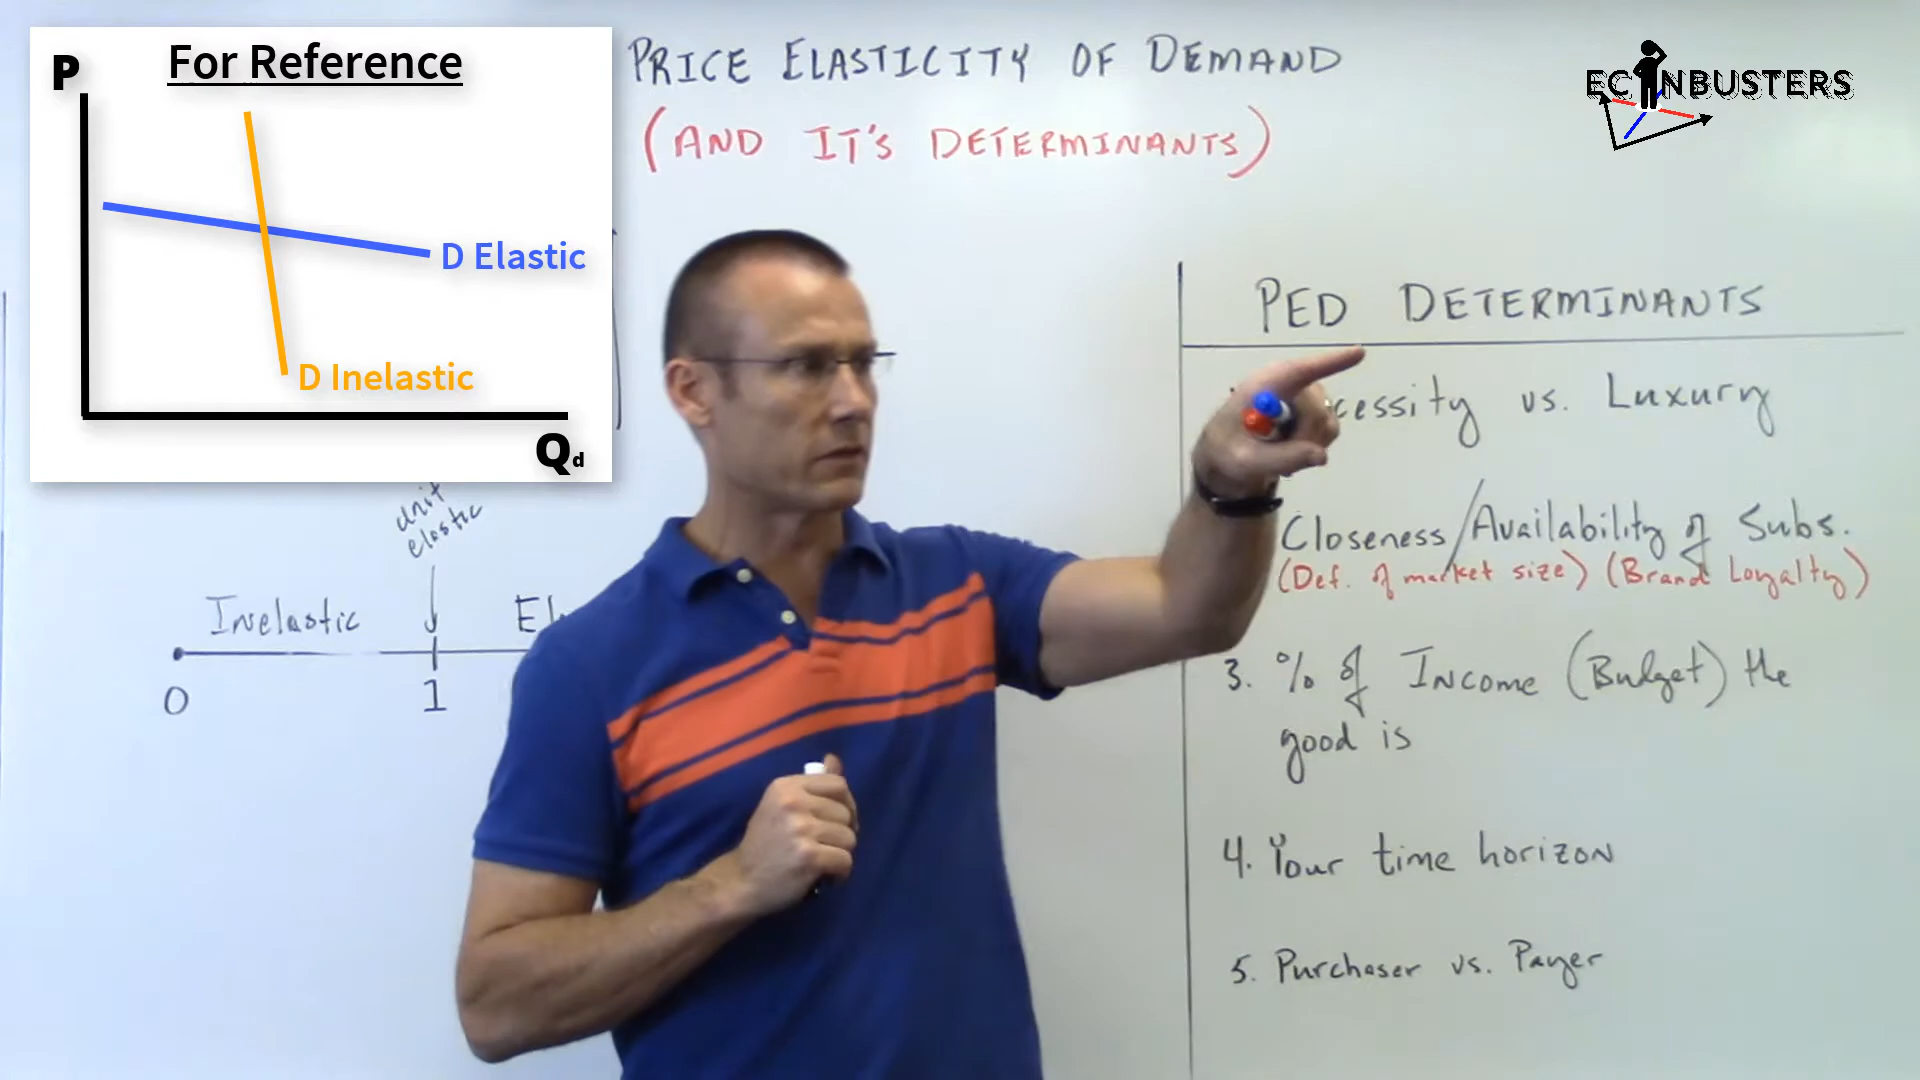 For Reference
P
D Elastic
D Inelastic
Qd
PRICE ELASTICITY OF DEMAND
(AND IT'S DETERMINANTS)
ECONBUSTERS
unit
elastic
Inelastic
0
1
PED DETERMINANTS
vs. Luxury
Closeness/Availability of Subs.
(Def. of market size) (Brand Loyalty)
3. % of Income (Budget) the
good is
4. Your time horizon
5. Purchaser vs. Payer